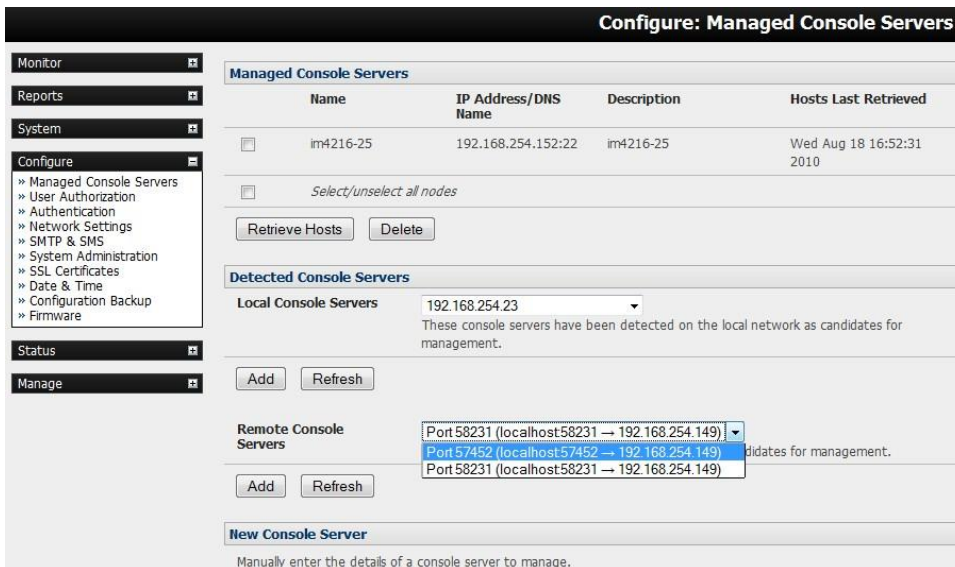 Configure: Managed Console Servers
Monitor
Reports
System
Configure
» Managed Console Servers
» User Authorization
» Authentication
» Network Settings
» SMTP & SMS
» System Administration
» SSL Certificates
» Date & Time
» Configuration Backup
» Firmware
Status
Manage
Managed Console Servers
Name IP Address/DNS Name Description Hosts Last Retrieved
im4216-25 192.168.254.152:22 im4216-25 Wed Aug 18 16:52:31 2010
Select/unselect all nodes
Retrieve Hosts Delete
Detected Console Servers
Local Console Servers 192.168.254.23
These console servers have been detected on the local network as candidates for
management.
Add Refresh
Remote Console Servers Port 58231 (localhost:58231 → 192.168.254.149)
Port 57452 (localhost:57452 → 192.168.254.149) didates for management.
Port 58231 (localhost:58231 → 192.168.254.149)
Add Refresh
New Console Server
Manually enter the details of a console server to manage.